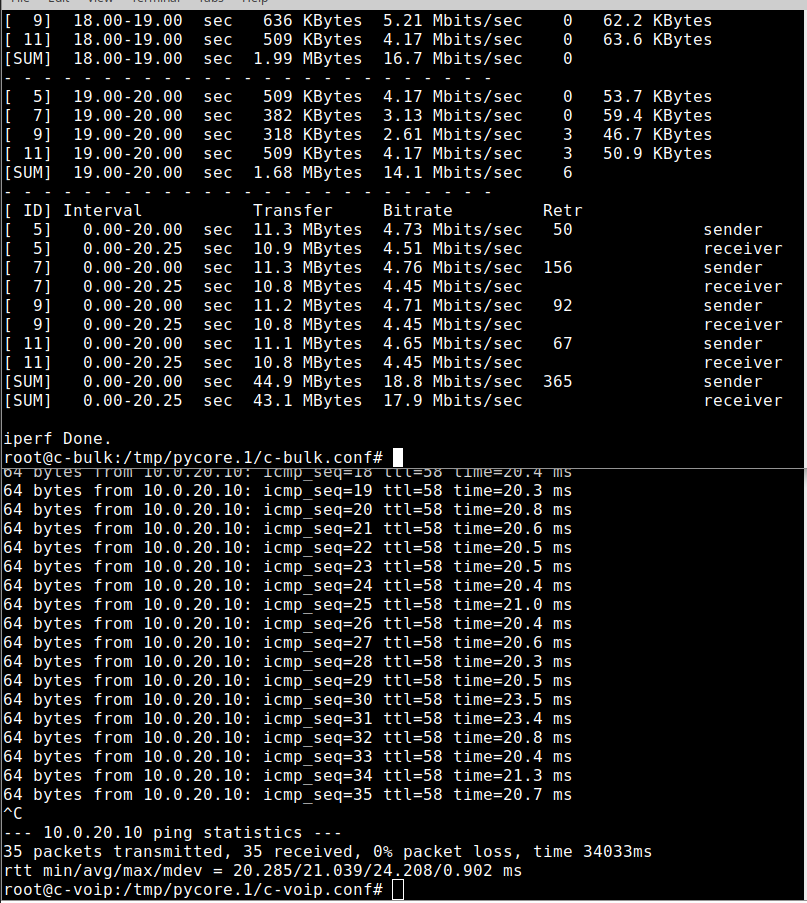 File Edit View Terminal Tabs Help
[  9]  18.00-19.00  sec   636 KBytes  5.21 Mbits/sec    0   62.2 KBytes
[ 11]  18.00-19.00  sec   509 KBytes  4.17 Mbits/sec    0   63.6 KBytes
[SUM]  18.00-19.00  sec  1.99 MBytes  16.7 Mbits/sec    0
- - - - - - - - - - - - - - - - - - - - - - - - -
[  5]  19.00-20.00  sec   509 KBytes  4.17 Mbits/sec    0   53.7 KBytes
[  7]  19.00-20.00  sec   382 KBytes  3.13 Mbits/sec    0   59.4 KBytes
[  9]  19.00-20.00  sec   318 KBytes  2.61 Mbits/sec    3   46.7 KBytes
[ 11]  19.00-20.00  sec   509 KBytes  4.17 Mbits/sec    3   50.9 KBytes
[SUM]  19.00-20.00  sec  1.68 MBytes  14.1 Mbits/sec    6
- - - - - - - - - - - - - - - - - - - - - - - - -
[ ID] Interval           Transfer     Bitrate         Retr
[  5]   0.00-20.00  sec  11.3 MBytes  4.73 Mbits/sec   50             sender
[  5]   0.00-20.25  sec  10.9 MBytes  4.51 Mbits/sec                  receiver
[  7]   0.00-20.00  sec  11.3 MBytes  4.76 Mbits/sec  156             sender
[  7]   0.00-20.25  sec  10.8 MBytes  4.45 Mbits/sec                  receiver
[  9]   0.00-20.00  sec  11.2 MBytes  4.71 Mbits/sec   92             sender
[  9]   0.00-20.25  sec  10.8 MBytes  4.45 Mbits/sec                  receiver
[ 11]   0.00-20.00  sec  11.1 MBytes  4.65 Mbits/sec   67             sender
[ 11]   0.00-20.25  sec  10.8 MBytes  4.45 Mbits/sec                  receiver
[SUM]   0.00-20.00  sec  44.9 MBytes  18.8 Mbits/sec  365             sender
[SUM]   0.00-20.25  sec  43.1 MBytes  17.9 Mbits/sec                  receiver

iperf Done.
root@c-bulk:/tmp/pycore.1/c-bulk.conf#
64 bytes from 10.0.20.10: icmp_seq=18 ttl=58 time=20.4 ms
64 bytes from 10.0.20.10: icmp_seq=19 ttl=58 time=20.3 ms
64 bytes from 10.0.20.10: icmp_seq=20 ttl=58 time=20.8 ms
64 bytes from 10.0.20.10: icmp_seq=21 ttl=58 time=20.6 ms
64 bytes from 10.0.20.10: icmp_seq=22 ttl=58 time=20.5 ms
64 bytes from 10.0.20.10: icmp_seq=23 ttl=58 time=20.5 ms
64 bytes from 10.0.20.10: icmp_seq=24 ttl=58 time=20.4 ms
64 bytes from 10.0.20.10: icmp_seq=25 ttl=58 time=21.0 ms
64 bytes from 10.0.20.10: icmp_seq=26 ttl=58 time=20.4 ms
64 bytes from 10.0.20.10: icmp_seq=27 ttl=58 time=20.6 ms
64 bytes from 10.0.20.10: icmp_seq=28 ttl=58 time=20.3 ms
64 bytes from 10.0.20.10: icmp_seq=29 ttl=58 time=20.5 ms
64 bytes from 10.0.20.10: icmp_seq=30 ttl=58 time=23.5 ms
64 bytes from 10.0.20.10: icmp_seq=31 ttl=58 time=23.4 ms
64 bytes from 10.0.20.10: icmp_seq=32 ttl=58 time=20.8 ms
64 bytes from 10.0.20.10: icmp_seq=33 ttl=58 time=20.4 ms
64 bytes from 10.0.20.10: icmp_seq=34 ttl=58 time=21.3 ms
64 bytes from 10.0.20.10: icmp_seq=35 ttl=58 time=20.7 ms
^C
--- 10.0.20.10 ping statistics ---
35 packets transmitted, 35 received, 0% packet loss, time 34033ms
rtt min/avg/max/mdev = 20.285/21.039/24.208/0.902 ms
root@c-voip:/tmp/pycore.1/c-voip.conf#